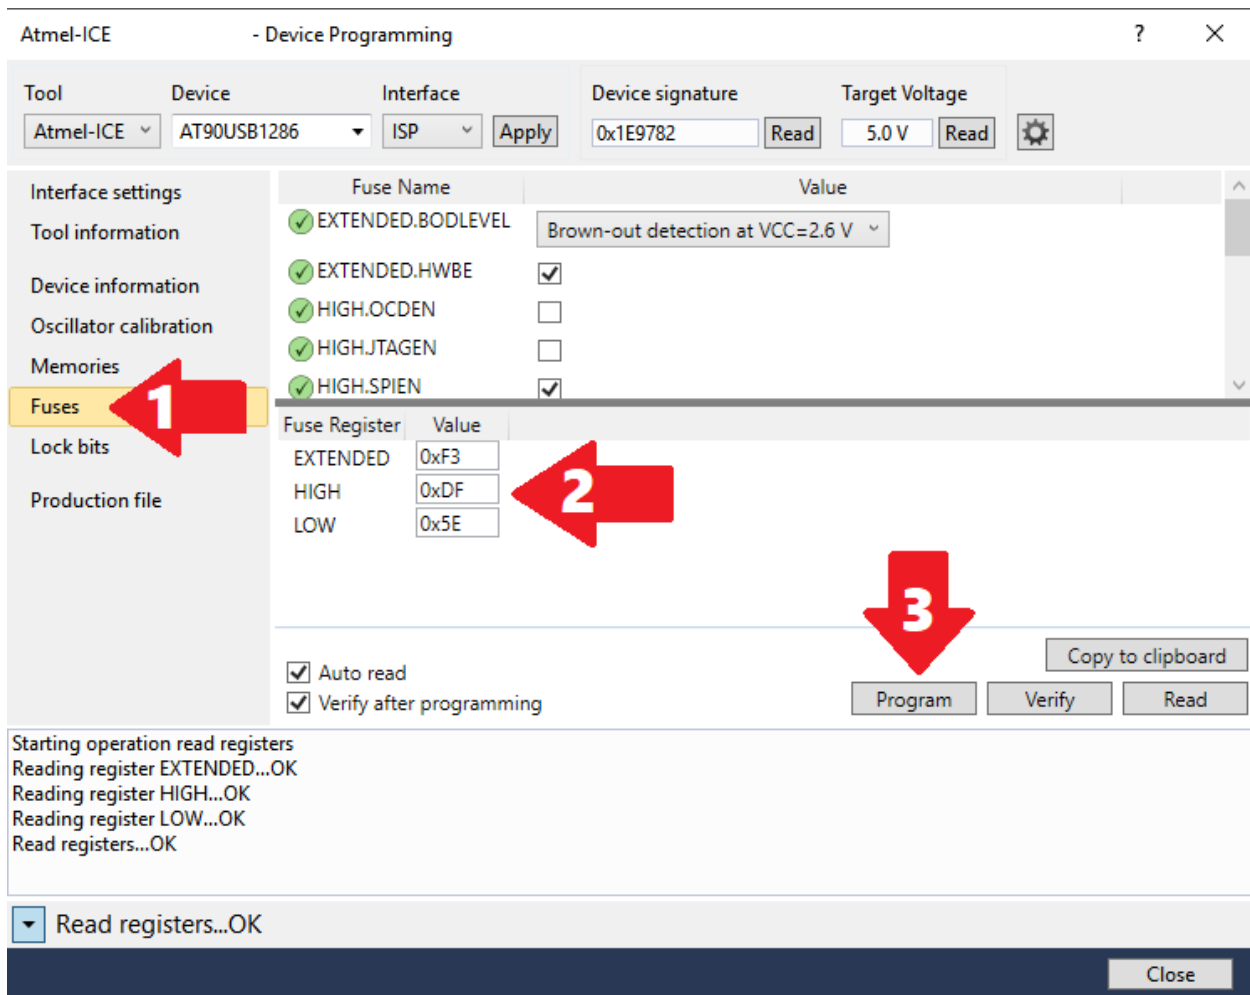 Atmel-ICE - Device Programming ?
Tool Device Interface Device signature Target Voltage
Atmel-ICE AT90USB1286 ISP Apply 0x1E9782 Read 5.0 V Read
Interface settings
Tool information
Device information
Oscillator calibration
Memories
Fuses
Lock bits
Production file
1
Fuse Name Value
EXTENDED.BODLEVEL Brown-out detection at VCC=2.6 V
EXTENDED.HWBE
HIGH.OCDEN
HIGH.JTAGEN
HIGH.SPIEN
Fuse Register Value
EXTENDED 0xF3
HIGH 0xDF
LOW 0x5E
2
3
Copy to clipboard
Auto read
Verify after programming
Program Verify Read
Starting operation read registers
Reading register EXTENDED...OK
Reading register HIGH...OK
Reading register LOW...OK
Read registers...OK
Read registers...OK
Close